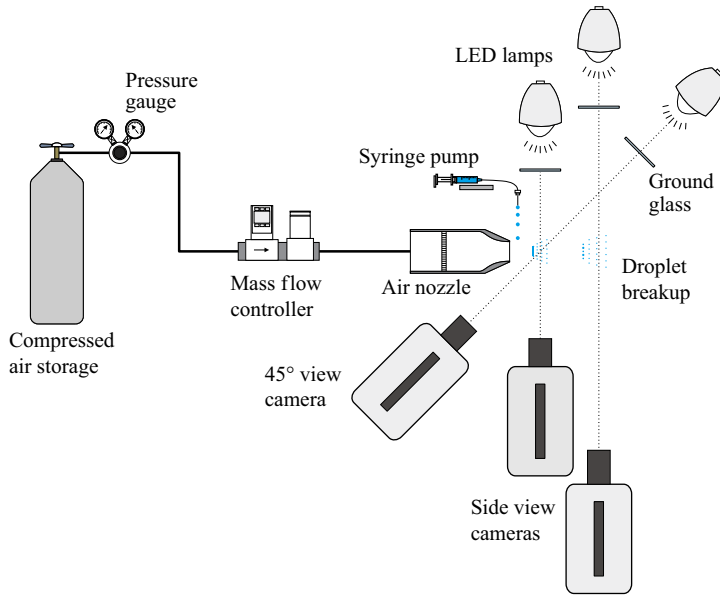 LED lamps
Pressure
gauge
Syringe pump
Ground
glass
Droplet
breakup
Mass flow
controller
Air nozzle
Compressed
air storage
45° view
camera
Side view
cameras